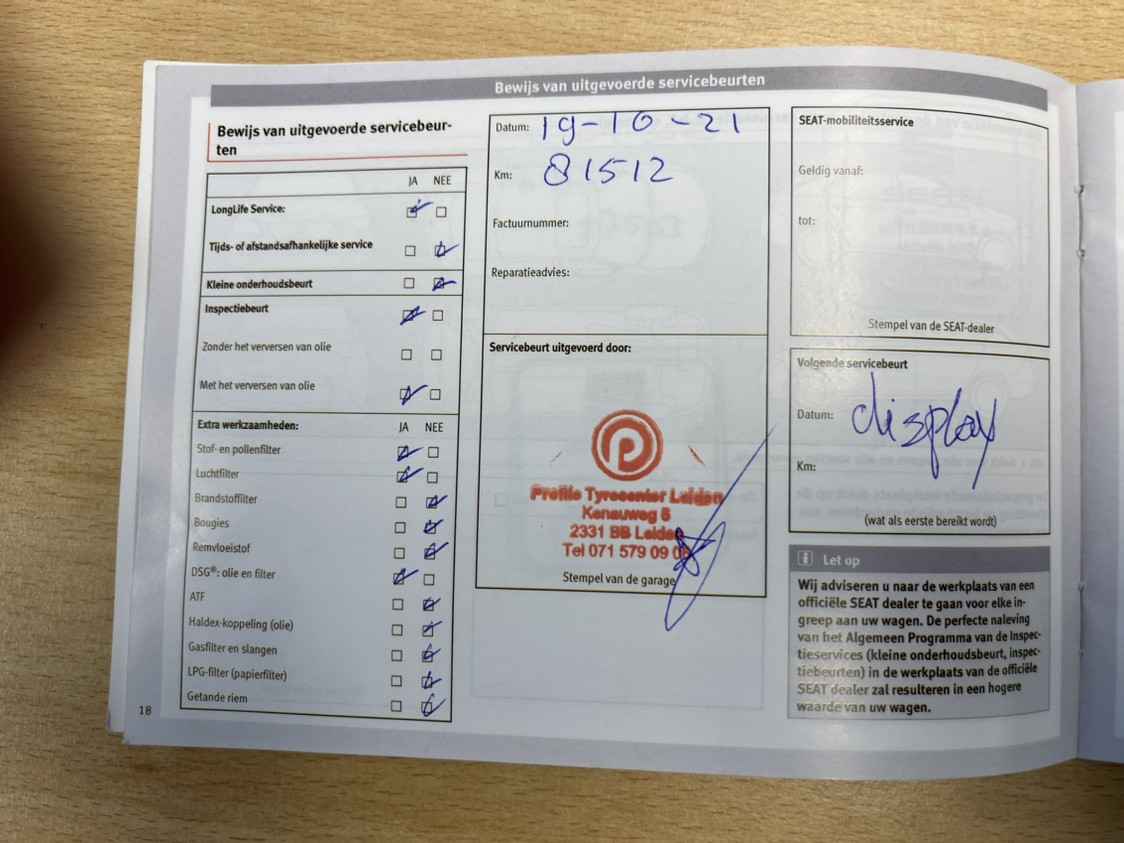 Bewijs van uitgevoerde servicebeurten
Bewijs van uitgevoerde servicebeur-
ten
JA NEE
LongLife Service:
Tijds- of afstandsafhankelijke service
Kleine onderhoudsbeurt
Inspectiebeurt
Zonder het verversen van olie
Met het verversen van olie
Extra werkzaamheden: JA NEE
Stof- en pollenfilter
Luchtfilter
Brandstoffilter
Bougies
Remvloeistof
DSG®: olie en filter
ATF
Haldex-koppeling (olie)
Gasfilter en slangen
LPG-filter (papierfilter)
Getande riem
18
Datum: 19-10-21
Km: 81512
Factuurnummer:
Reparatieadvies:
Servicebeurt uitgevoerd door:
Profile Tyrecenter Leiden
Kenauweg 6
2331 BB Leiden
Tel 071 579 09 0
Stempel van de garage
SEAT-mobiliteitsservice
Geldig vanaf:
tot:
Stempel van de SEAT-dealer
Volgende servicebeurt
Datum: display
Km:
(wat als eerste bereikt wordt)
i Let op
Wij adviseren u naar de werkplaats van een
officiële SEAT dealer te gaan voor elke in-
greep aan uw wagen. De perfecte naleving
van het Algemeen Programma van de Inspec-
tieservices (kleine onderhoudsbeurt, inspec-
tiebeurten) in de werkplaats van de officiële
SEAT dealer zal resulteren in een hogere
waarde van uw wagen.